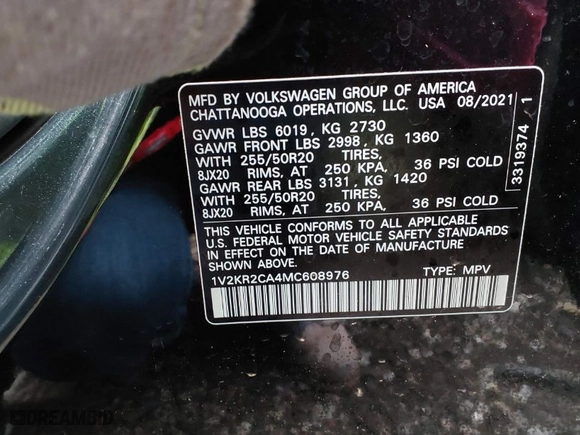 MFD BY VOLKSWAGEN GROUP OF AMERICA
CHATTANOOGA OPERATIONS, LLC. USA 08/2021
GVWR LBS 6019, KG 2730
GAWR FRONT LBS 2998, KG 1360
WITH 255/50R20 TIRES,
8JX20 RIMS, AT 250 KPA, 36 PSI COLD
GAWR REAR LBS 3131, KG 1420
WITH 255/50R20 TIRES,
8JX20 RIMS, AT 250 KPA, 36 PSI COLD
THIS VEHICLE CONFORMS TO ALL APPLICABLE
U.S. FEDERAL MOTOR VEHICLE SAFETY STANDARDS
IN EFFECT ON THE DATE OF MANUFACTURE
SHOWN ABOVE.
1V2KR2CA4MC608976 TYPE: MPV
3319374 1
DREAMBID